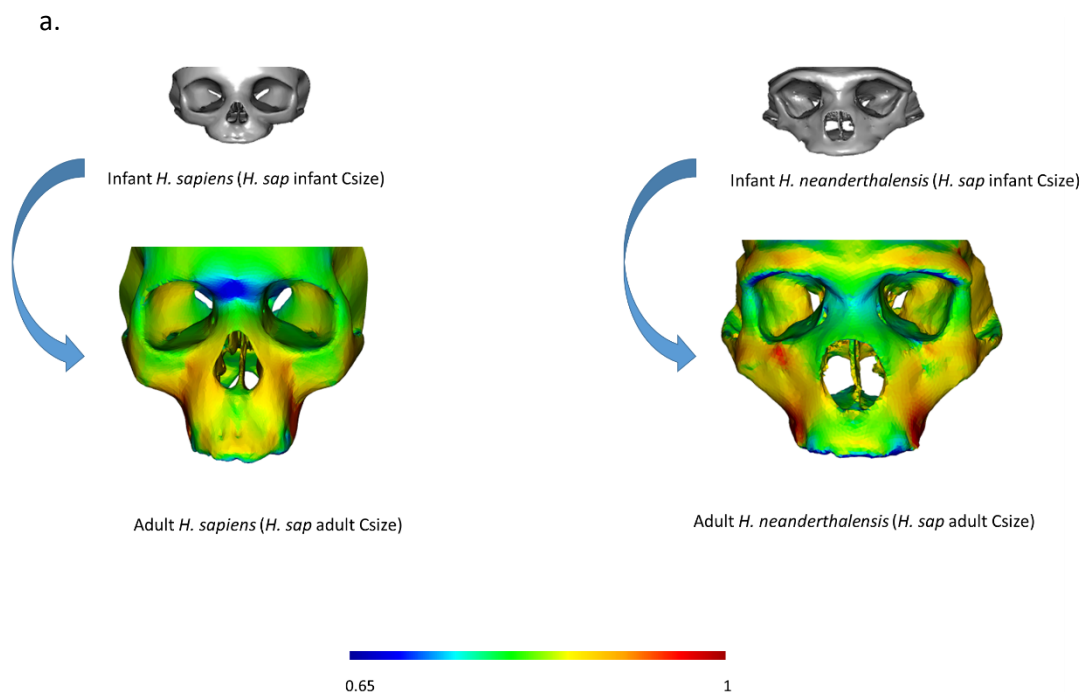 a.
Infant H. sapiens (H. sap infant Csize)
Infant H. neanderthalensis (H. sap infant Csize)
Adult H. sapiens (H. sap adult Csize)
Adult H. neanderthalensis (H. sap adult Csize)
0.65
1